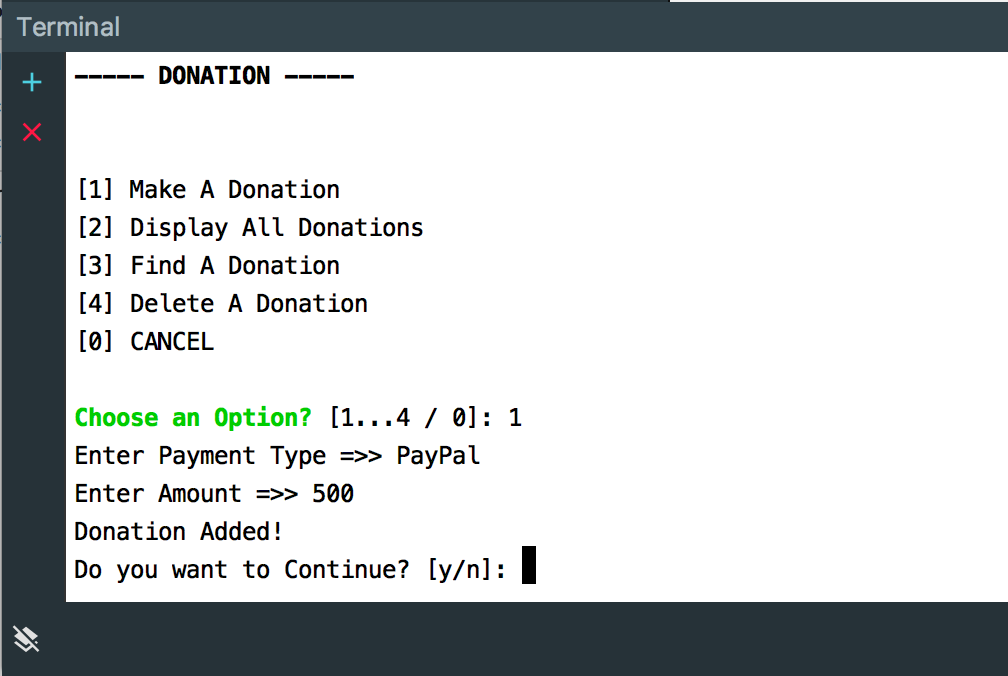 Terminal
----- DONATION -----
[1] Make A Donation
[2] Display All Donations
[3] Find A Donation
[4] Delete A Donation
[0] CANCEL
Choose an Option? [1...4 / 0]: 1
Enter Payment Type =>> PayPal
Enter Amount =>> 500
Donation Added!
Do you want to Continue? [y/n]: